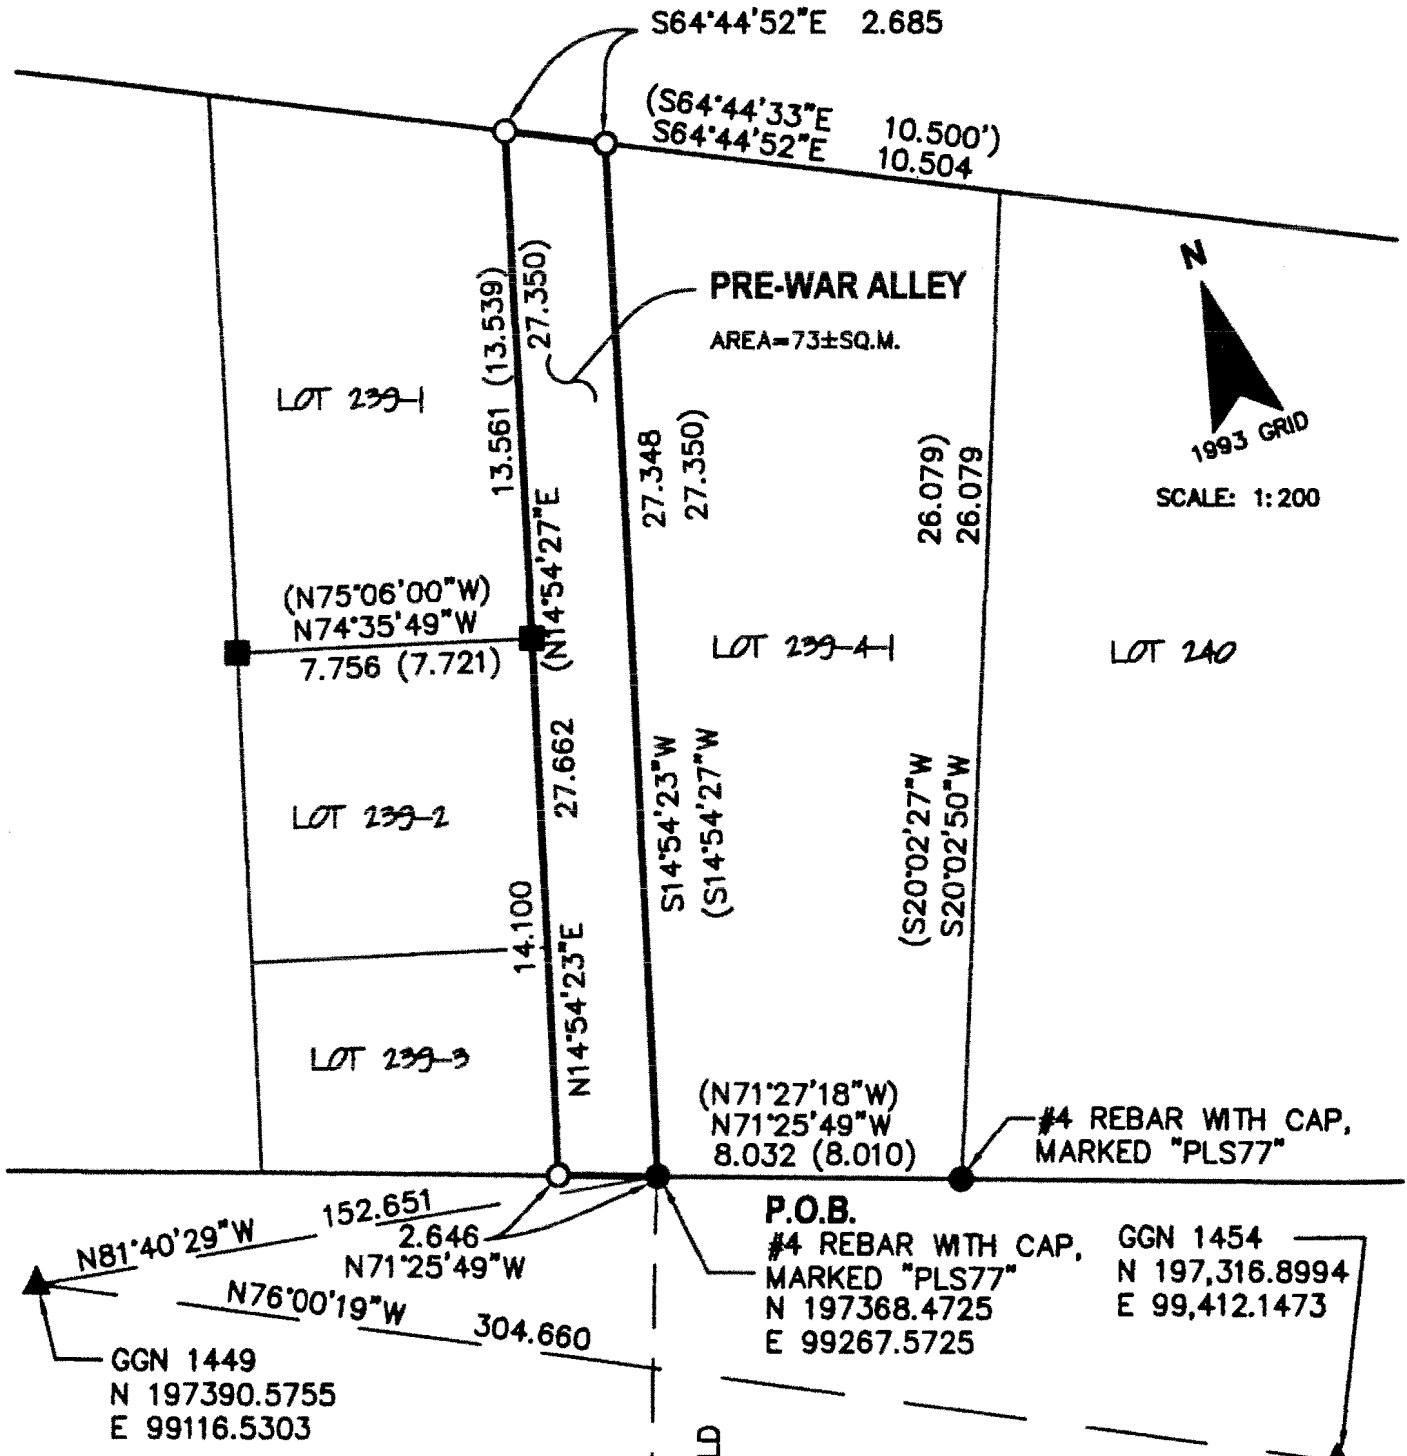 S64°44'52"E 2.685
(S64°44'33"E 10.500')
S64°44'52"E 10.504
N
1993 GRID
SCALE: 1:200
PRE-WAR ALLEY
AREA=73±SQ.M.
13.561 (13.539)
27.350)
LOT 239-1
27.348
27.350)
26.079)
26.079
(N14°54'27"E
(N75°06'00"W)
N74°35'49"W
7.756 (7.721)
LOT 239-4-1
LOT 240
27.662
S14°54'23"W
(S14°54'27"W
(S20°02'27"W
S20°02'50"W
LOT 239-2
14.100
N14°54'23"E
LOT 239-3
(N71°27'18"W)
N71°25'49"W
8.032 (8.010)
#4 REBAR WITH CAP,
MARKED "PLS77"
N81°40'29"W 152.651
2.646
N71°25'49"W
P.O.B.
#4 REBAR WITH CAP,
MARKED "PLS77"
N 197368.4725
E 99267.5725
GGN 1454
N 197,316.8994
E 99,412.1473
N76°00'19"W 304.660
GGN 1449
N 197390.5755
E 99116.5303
LD